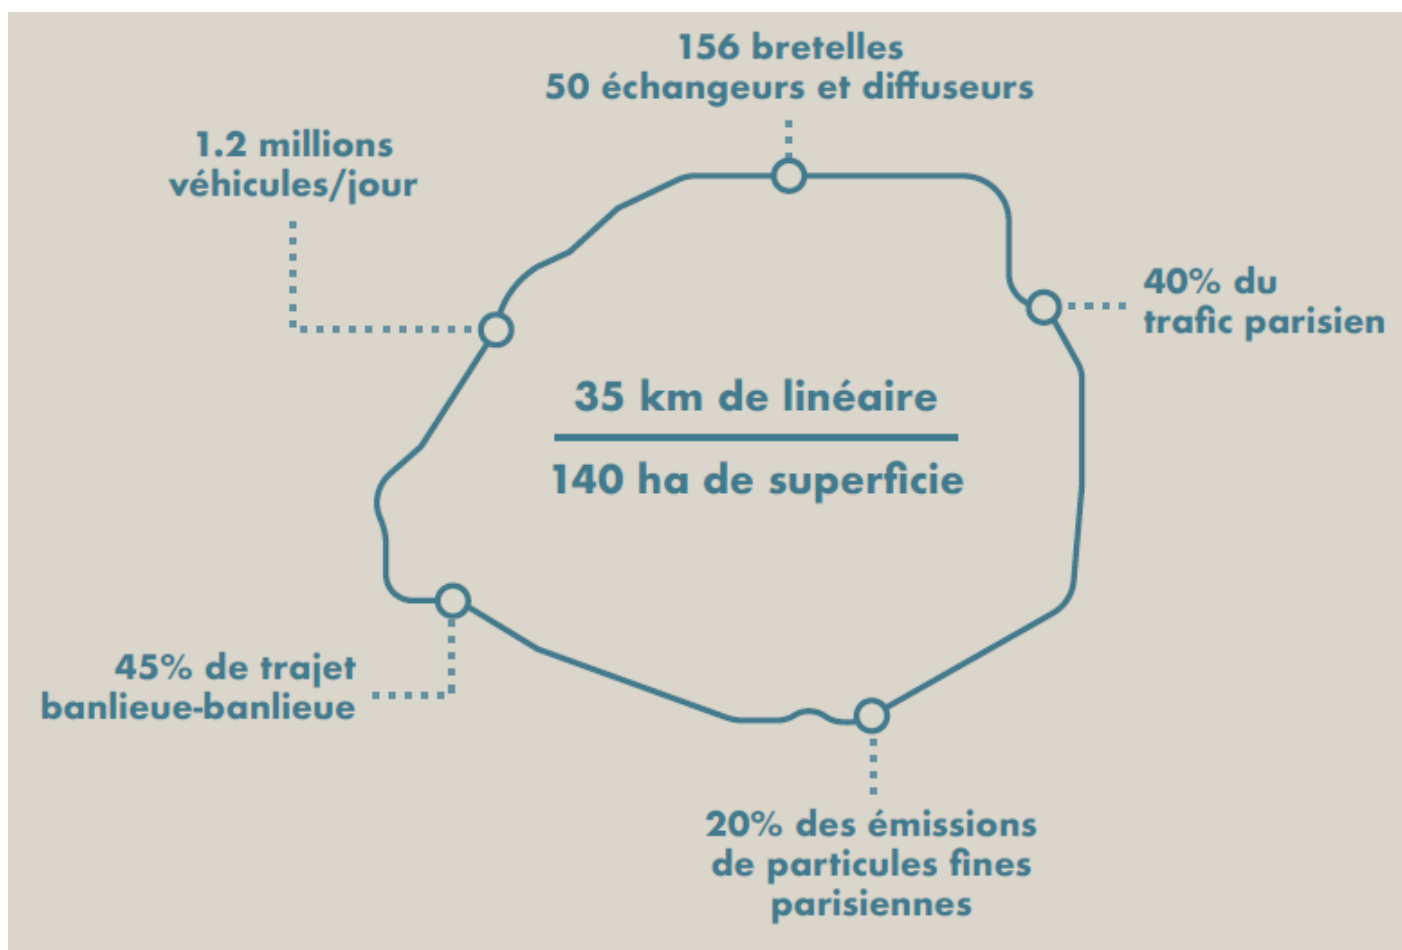 156 bretelles
50 échangeurs et diffuseurs
1.2 millions
véhicules/jour
40% du
trafic parisien
35 km de linéaire
140 ha de superficie
45% de trajet
banlieue-banlieue
20% des émissions
de particules fines
parisiennes